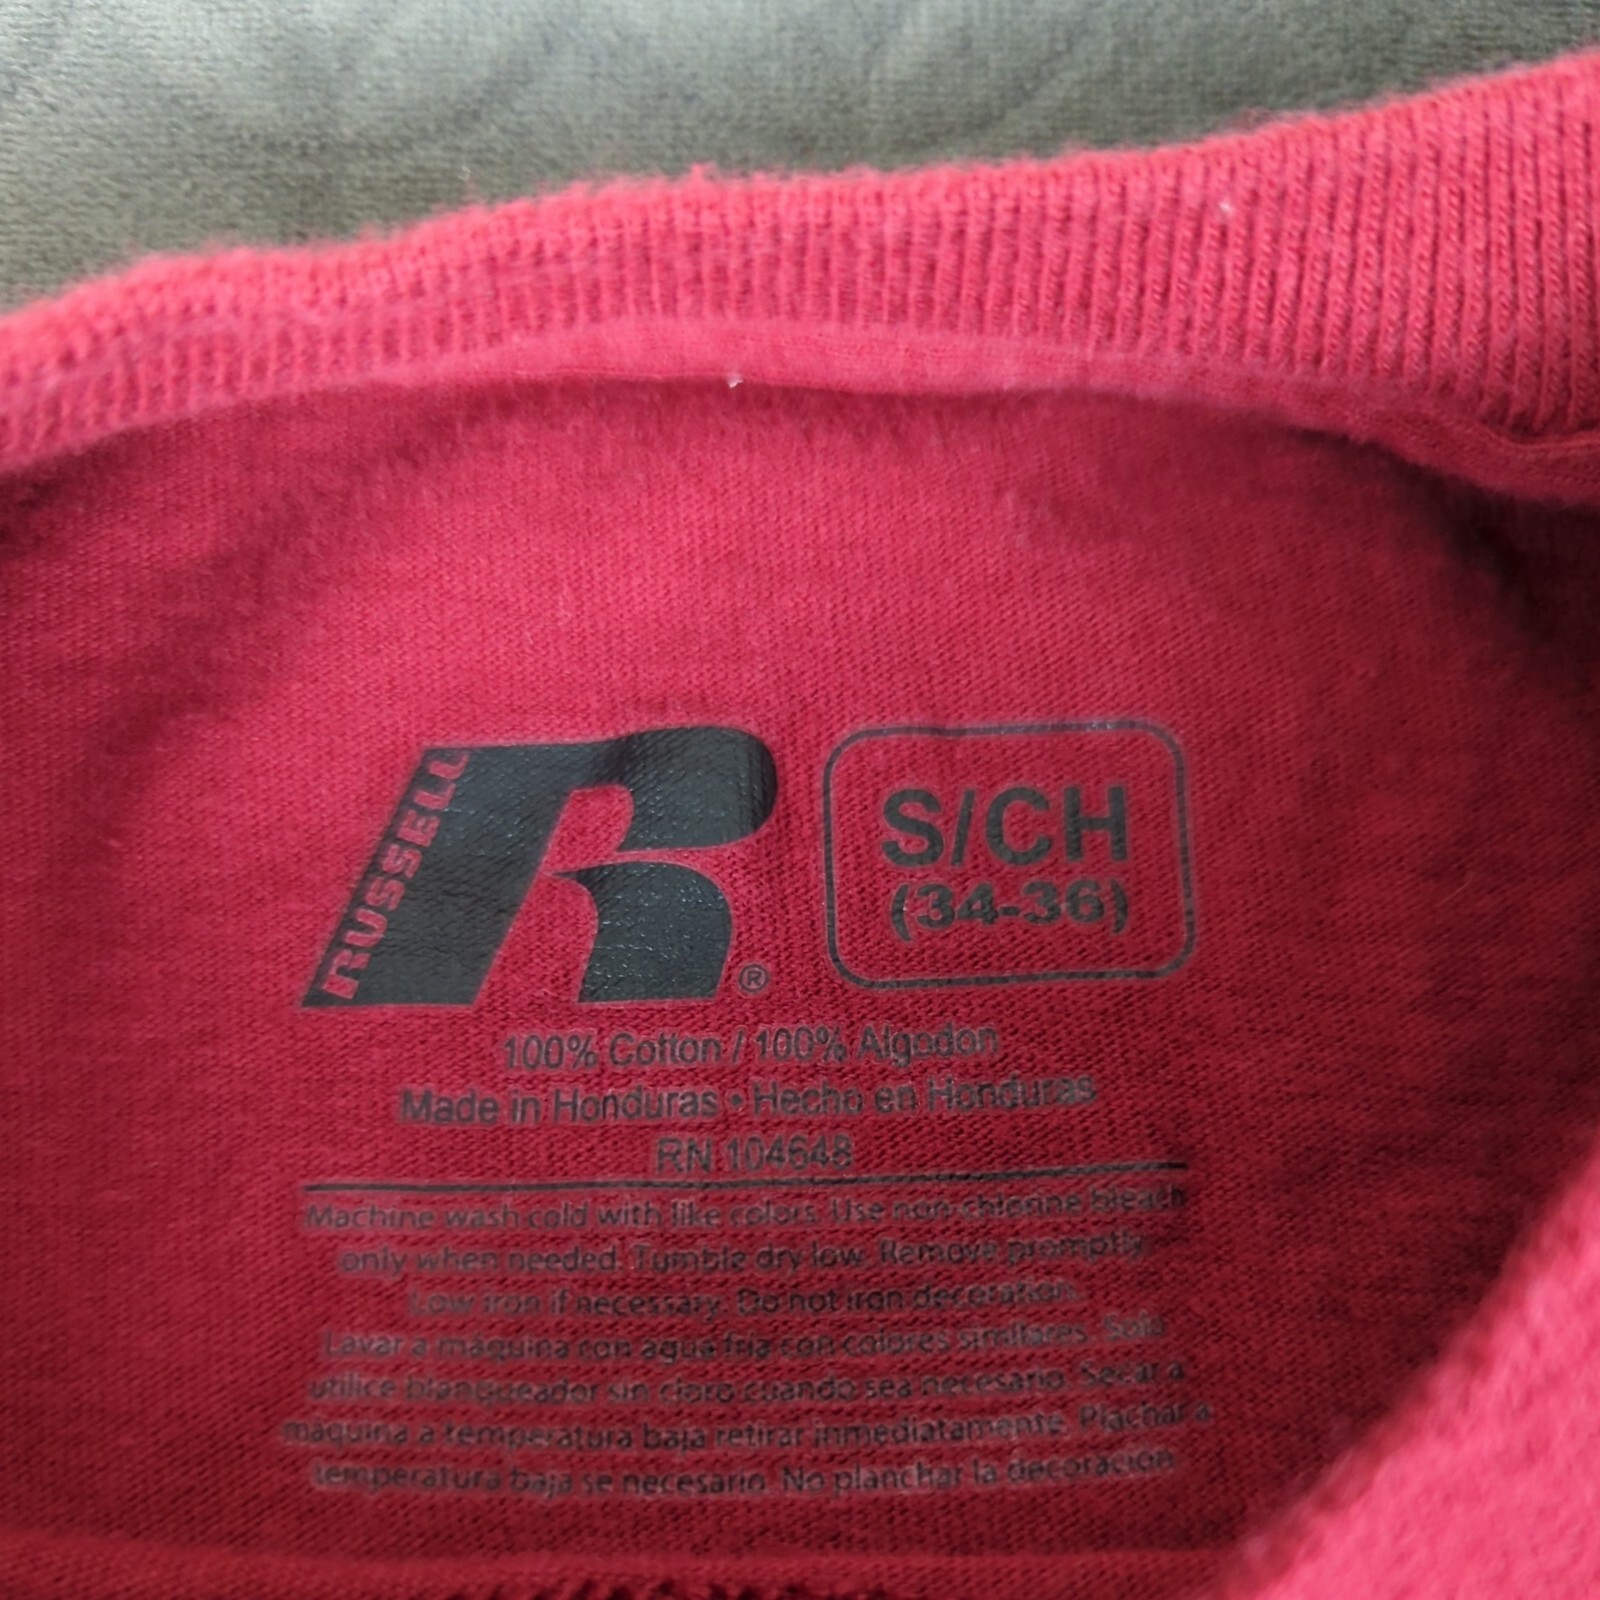 RUSSELL
R®
S/CH
(34-36)
100% Cotton / 100% Algodon
Made in Honduras • Hecho en Honduras
RN 104648
Machine wash cold with like colors. Use non-chlorine bleach
only when needed. Tumble dry low. Remove promptly.
Low iron if necessary. Do not iron decoration.
Lavar a máquina con agua fria con colores similares. Solo
utilice blanqueador sin cloro cuando sea necesario. Secar a
maquina a temperatura baja retirar inmediatamente. Plachar a
temperatura baja se necesario. No planchar la decoración.